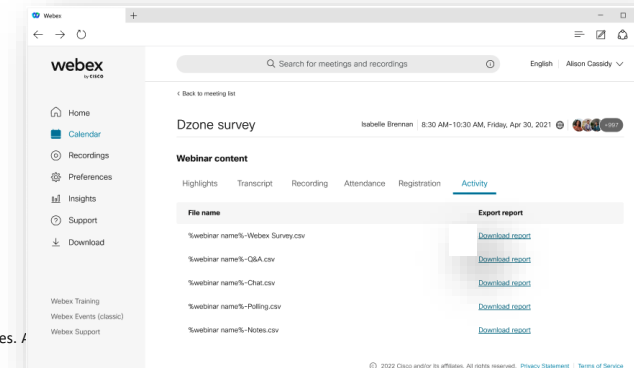 Webex
webex
by CISCO
Search for meetings and recordings
English
Alison Cassidy
Home
Calendar
Recordings
Preferences
Insights
Support
Download
Webex Training
Webex Events (classic)
Webex Support
< Back to meeting list
Dzone survey
Isabelle Brennan 8:30 AM-10:30 AM, Friday, Apr 30, 2021
+997
Webinar content
Highlights Transcript Recording Attendance Registration Activity
File name Export report
%webinar name%-Webex Survey.csv Download report
%webinar name%-Q&A.csv Download report
%webinar name%-Chat.csv Download report
%webinar name%-Polling.csv Download report
%webinar name%-Notes.csv Download report
© 2022 Cisco and/or its affiliates. All rights reserved. Privacy Statement Terms of Service